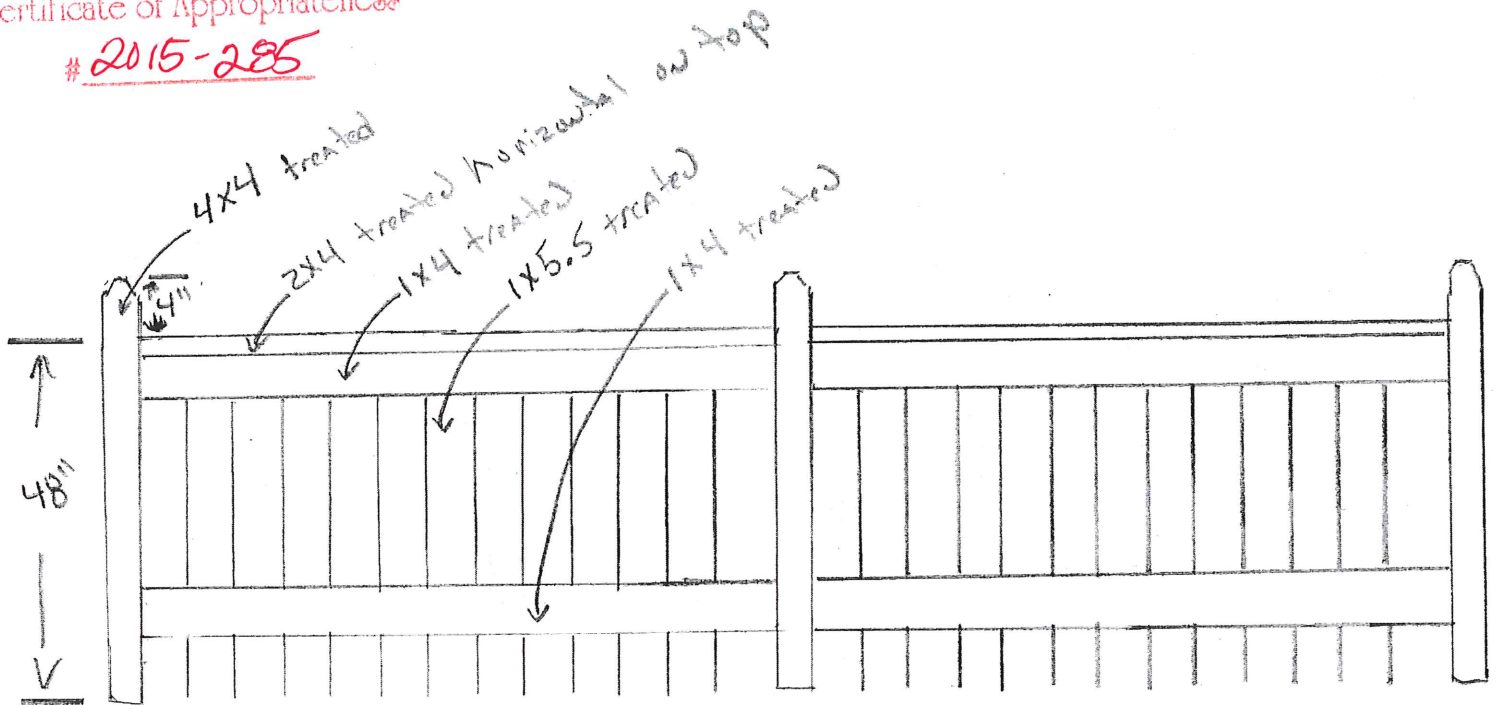 ertificate of Appropriateness
# 2015-285
4x4 treated
2x4 treated horizontal on top
1x4 treated
1x5.5 treated
1x4 treated
4"
48"